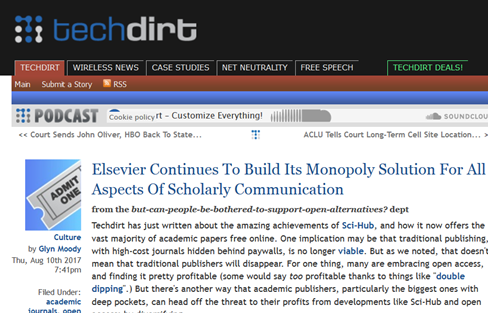 techdirt
TECHDIRT WIRELESS NEWS CASE STUDIES NET NEUTRALITY FREE SPEECH TECHDIRT DEALS!
Main Submit a Story RSS
PODCAST Cookie policy rt – Customize Everything! SOUNDCLOU
<< Court Sends John Oliver, HBO Back To State... ACLU Tells Court Long-Term Cell Site Location... >
ADMIT ONE
Culture
by Glyn Moody
Thu, Aug 10th 2017
7:41pm
Filed Under:
academic
journals, open
Elsevier Continues To Build Its Monopoly Solution For All
Aspects Of Scholarly Communication
from the but-can-people-be-bothered-to-support-open-alternatives? dept
Techdirt has just written about the amazing achievements of Sci-Hub, and how it now offers the
vast majority of academic papers free online. One implication may be that traditional publishing,
with high-cost journals hidden behind paywalls, is no longer viable. But as we noted, that doesn't
mean that traditional publishers will disappear. For one thing, many are embracing open access,
and finding it pretty profitable (some would say too profitable thanks to things like "double
dipping".) But there's another way that academic publishers, particularly the biggest ones with
deep pockets, can head off the threat to their profits from developments like Sci-Hub and open